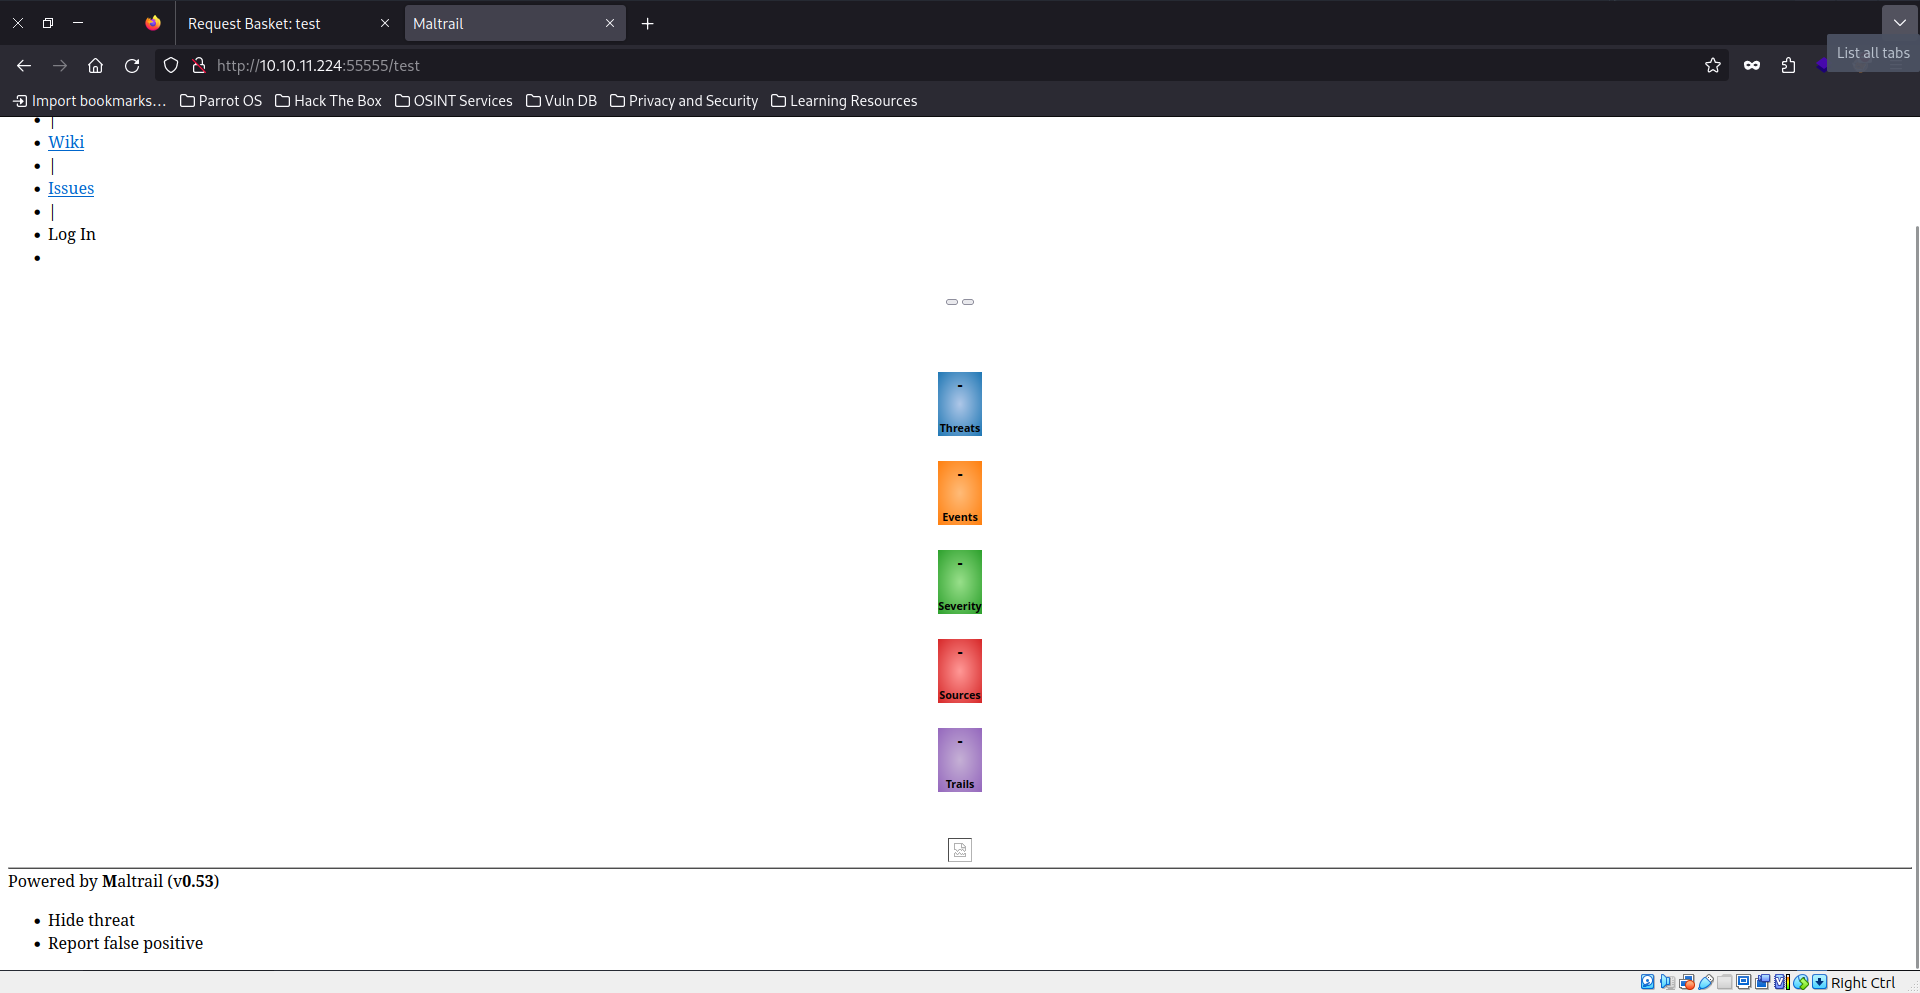 Request Basket: test
Maltrail
List all tabs
http://10.10.11.224:55555/test
Import bookmarks...
Parrot OS
Hack The Box
OSINT Services
Vuln DB
Privacy and Security
Learning Resources
|
Wiki
|
Issues
|
Log In
-
Threats
-
Events
-
Severity
-
Sources
-
Trails
Powered by Maltrail (v0.53)
Hide threat
Report false positive
Right Ctrl